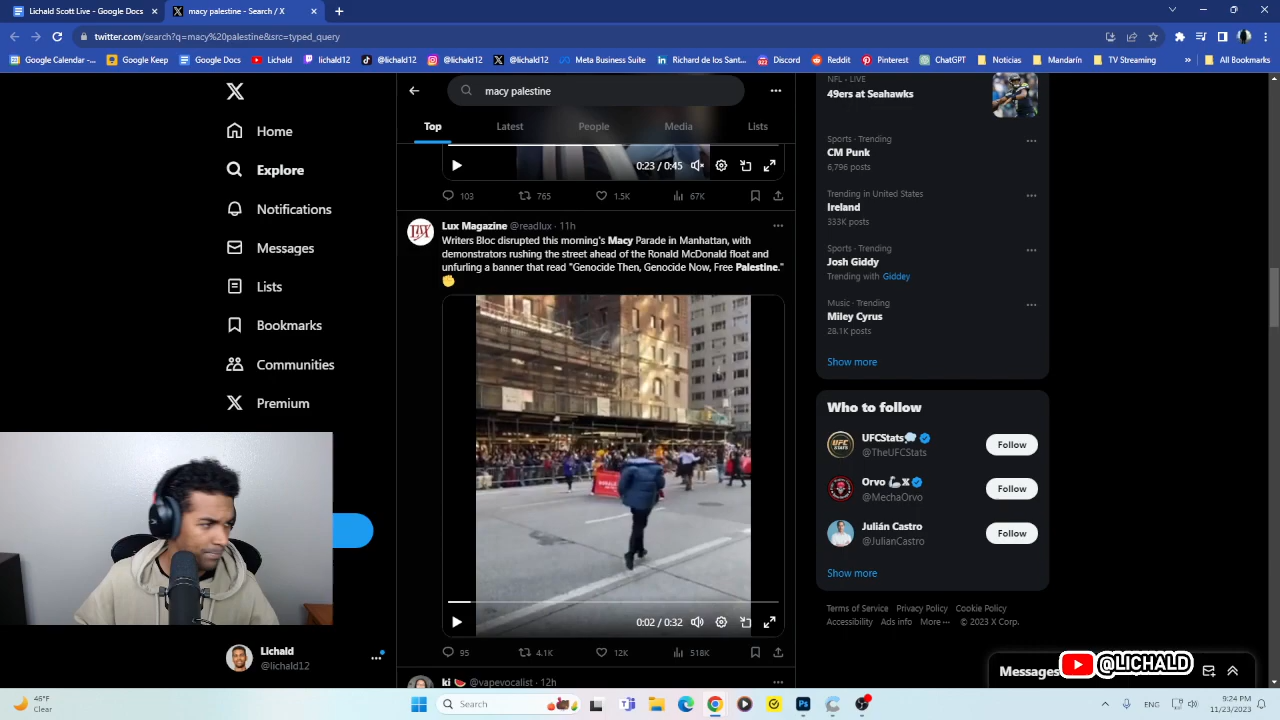 Lichald Scott Live - Google Docs
macy palestine - Search / X
twitter.com/search?q=macy%20palestine&src=typed_query
Google Calendar -...
Google Keep
Google Docs
Lichald
lichald12
@lichald12
@lichald12
@lichald12
Meta Business Suite
Richard de los Sant...
Discord
Reddit
Pinterest
ChatGPT
Noticias
Mandarín
TV Streaming
»
All Bookmarks
Home
Explore
Notifications
Messages
Lists
Bookmarks
Communities
Premium
Lichald
@lichald12
macy palestine
Top
Latest
People
Media
Lists
0:23 / 0:45
103
765
1.5K
67K
Lux Magazine @readlux · 11h
Writers Bloc disrupted this morning's Macy Parade in Manhattan, with
demonstrators rushing the street ahead of the Ronald McDonald float and
unfurling a banner that read "Genocide Then, Genocide Now, Free Palestine."
✊
0:02 / 0:32
95
4.1K
12K
518K
ki 🍉 @vapevocalist · 12h
NFL · LIVE
49ers at Seahawks
Sports · Trending
CM Punk
6,796 posts
Trending in United States
Ireland
333K posts
Sports · Trending
Josh Giddy
Trending with Giddey
Music · Trending
Miley Cyrus
28.1K posts
Show more
Who to follow
UFCStats
@TheUFCStats
Follow
Orvo
@MechaOrvo
Follow
Julián Castro
@JulianCastro
Follow
Show more
Terms of Service Privacy Policy Cookie Policy
Accessibility Ads info More ··· © 2023 X Corp.
Messages
@LICHALD
46°F
Clear
Search
ENG
9:24 PM
11/23/2023